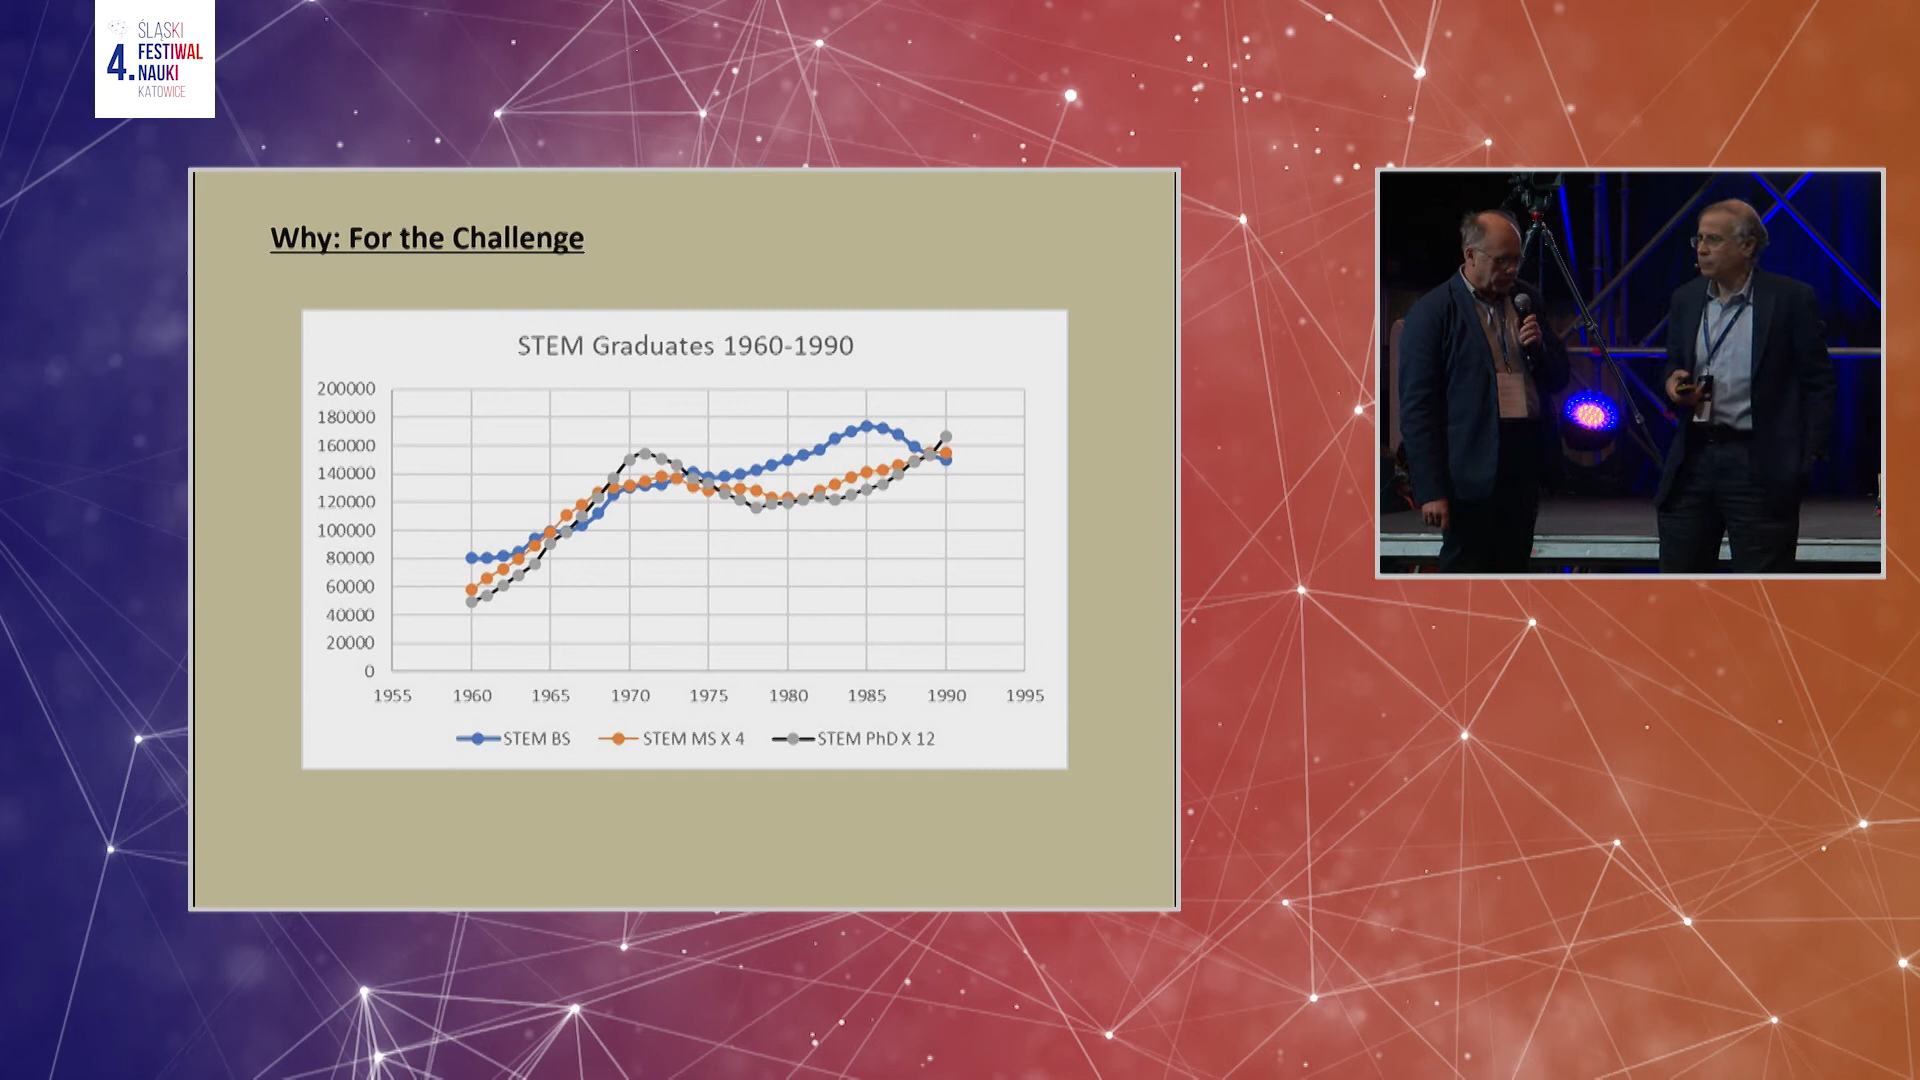 ŚLĄSKI
4. FESTIWAL
NAUKI
KATOWICE
Why: For the Challenge
STEM Graduates 1960-1990
200000
180000
160000
140000
120000
100000
80000
60000
40000
20000
0
1955 1960 1965 1970 1975 1980 1985 1990 1995
STEM BS STEM MS X 4 STEM PhD X 12